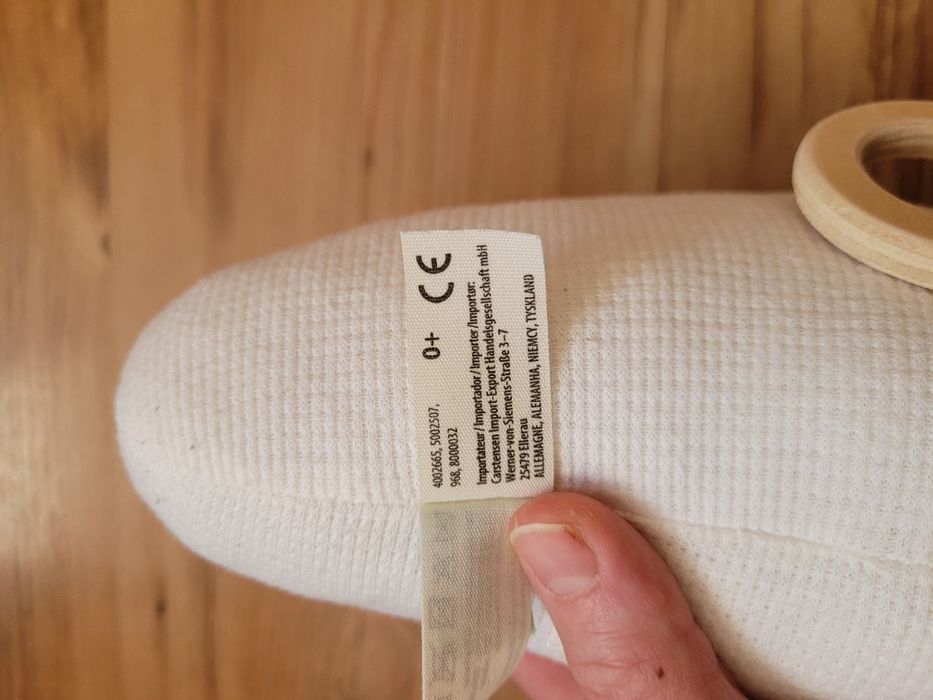 4002665, 5002507,
968, 8000032
0+
CE
Importateur / Importador / Importer /Importør:
Carstensen Import-Export Handelsgesellschaft mbH
Werner-von-Siemens-Straße 3–7
25479 Ellerau
ALLEMAGNE, ALEMANHA, NIEMCY, TYSKLAND